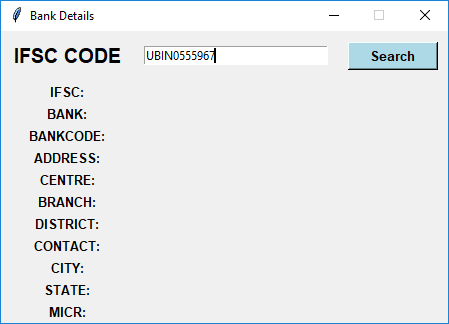 Bank Details
IFSC CODE UBIN0555967 Search
IFSC:
BANK:
BANKCODE:
ADDRESS:
CENTRE:
BRANCH:
DISTRICT:
CONTACT:
CITY:
STATE:
MICR: